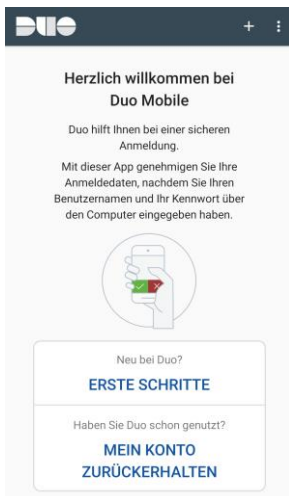 DUO
Herzlich willkommen bei
Duo Mobile
Duo hilft Ihnen bei einer sicheren
Anmeldung.
Mit dieser App genehmigen Sie Ihre
Anmeldedaten, nachdem Sie Ihren
Benutzernamen und Ihr Kennwort über
den Computer eingegeben haben.
Neu bei Duo?
ERSTE SCHRITTE
Haben Sie Duo schon genutzt?
MEIN KONTO
ZURÜCKERHALTEN